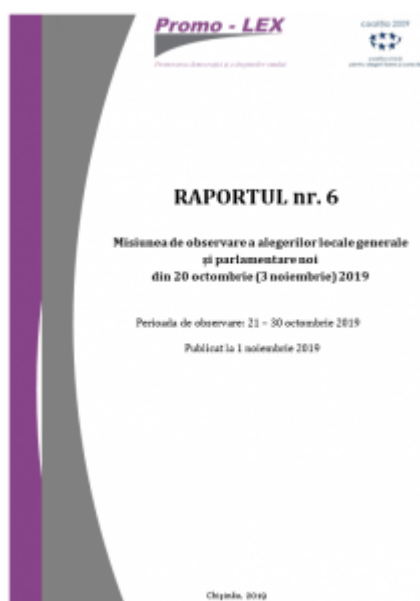 Promo - LEX
RAPORTUL nr. 6
Misiunea de observare a alegerilor locale generale
și parlamentare noi
din 20 octombrie (3 noiembrie) 2019
Perioada de observare: 21 – 30 octombrie 2019
Publicat la 1 noiembrie 2019
Chișinău, 2019